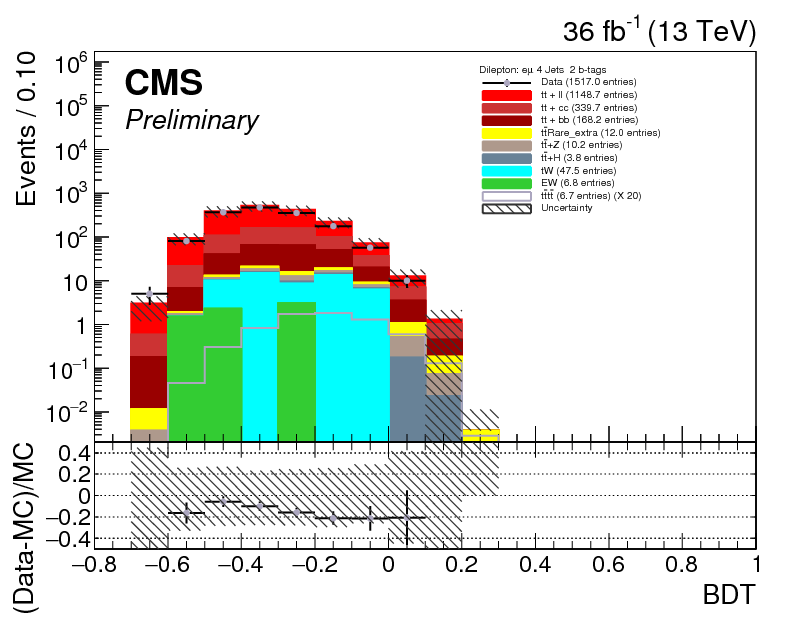 36 fb⁻¹ (13 TeV)
CMS
Preliminary
Events / 0.10
10⁶
10⁵
10⁴
10³
10²
10
1
10⁻¹
10⁻²
Dilepton: eμ 4 Jets 2 b-tags
Data (1517.0 entries)
tt + ll (1148.7 entries)
tt + cc (339.7 entries)
tt + bb (168.2 entries)
tt̄Rare_extra (12.0 entries)
tt̄+Z (10.2 entries)
tt̄+H (3.8 entries)
tW (47.5 entries)
EW (6.8 entries)
tt̄tt̄ (6.7 entries) (X 20)
Uncertainty
(Data-MC)/MC
0.4
0.2
0
−0.2
−0.4
−0.8 −0.6 −0.4 −0.2 0 0.2 0.4 0.6 0.8 1
BDT